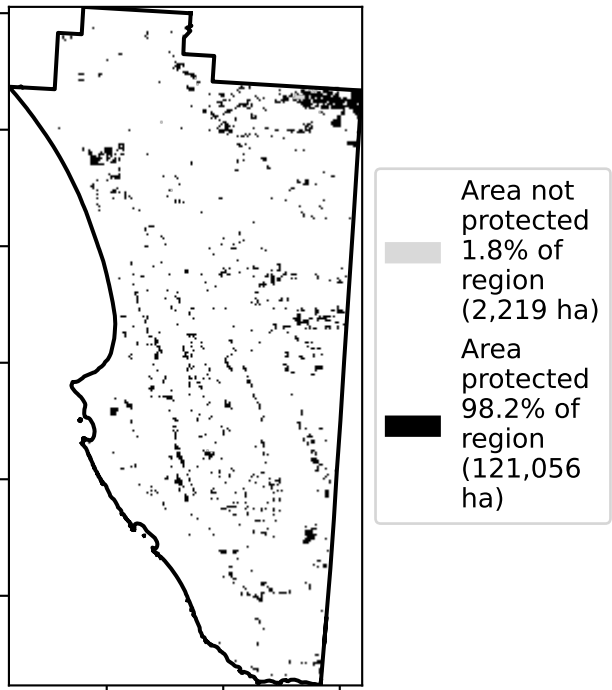 Area not
protected
1.8% of
region
(2,219 ha)
Area
protected
98.2% of
region
(121,056
ha)